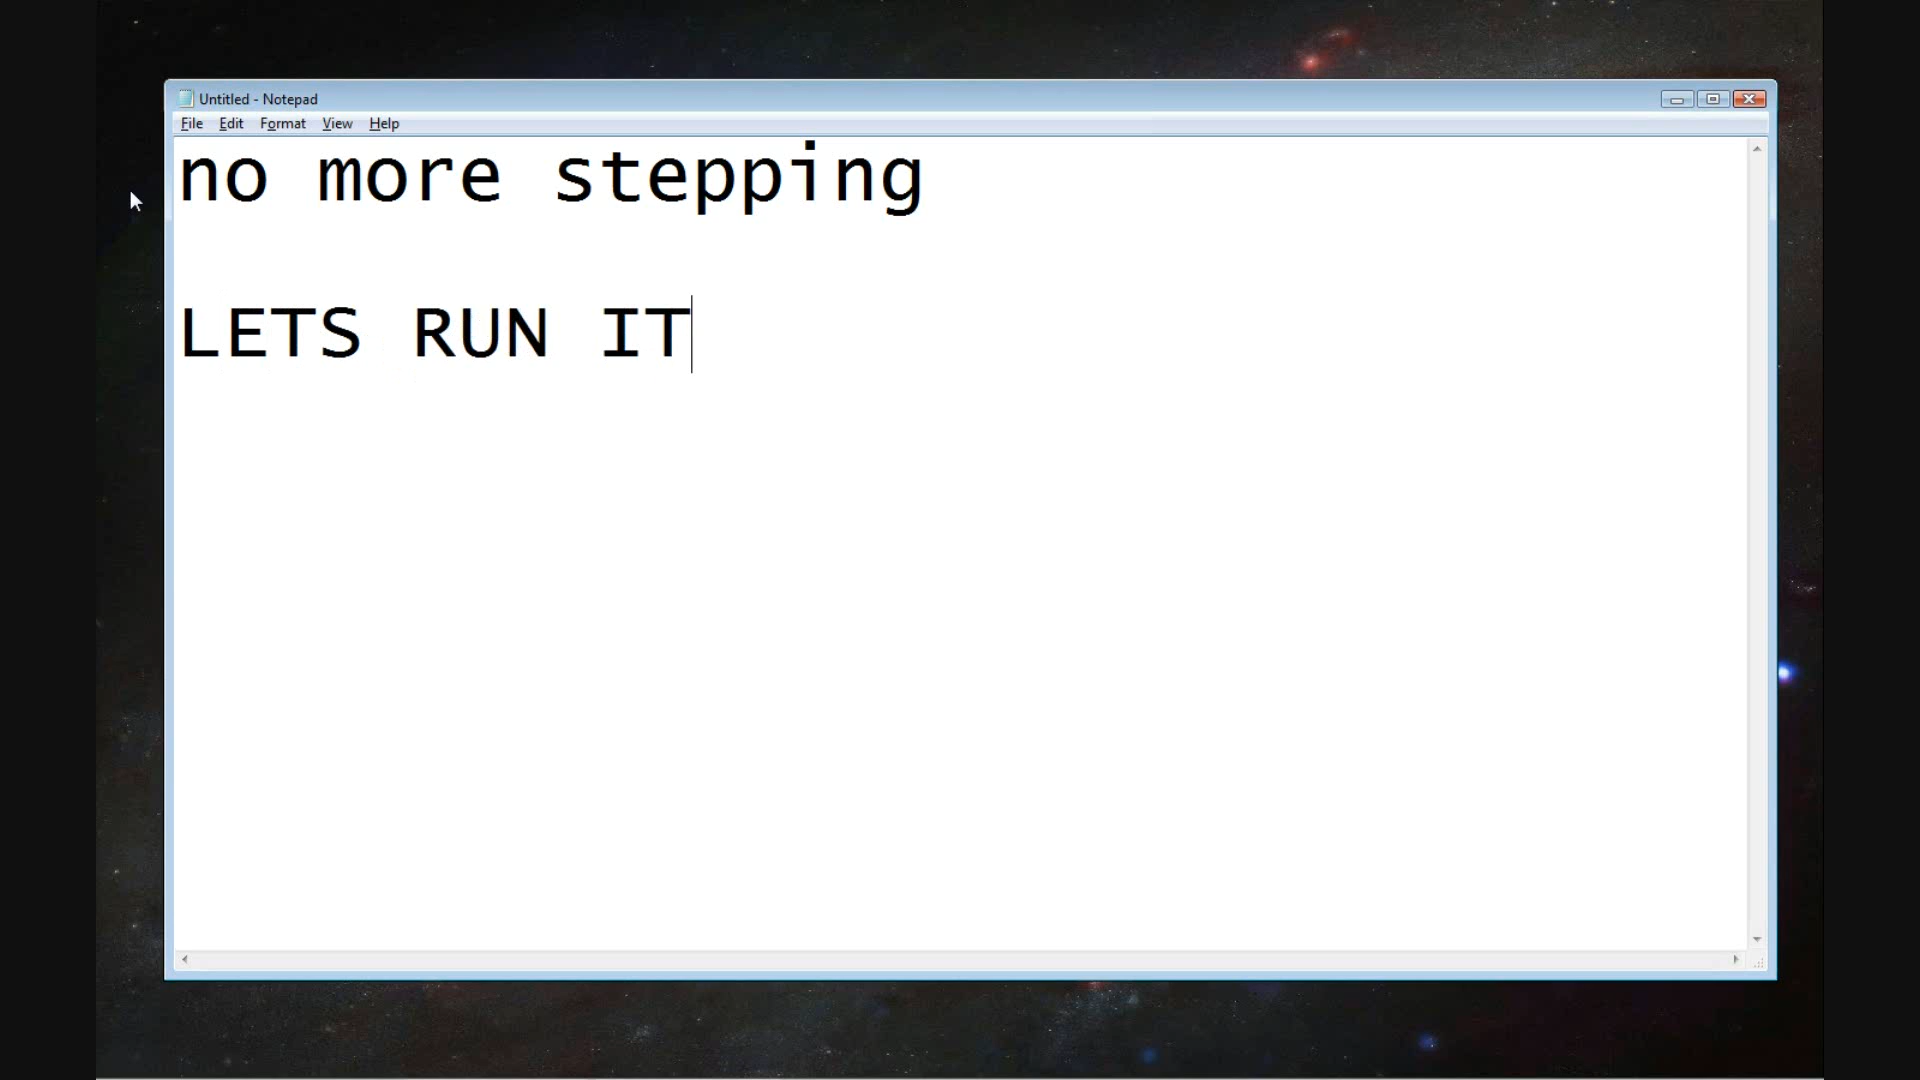 Untitled - Notepad
File Edit Format View Help
no more stepping
LETS RUN IT